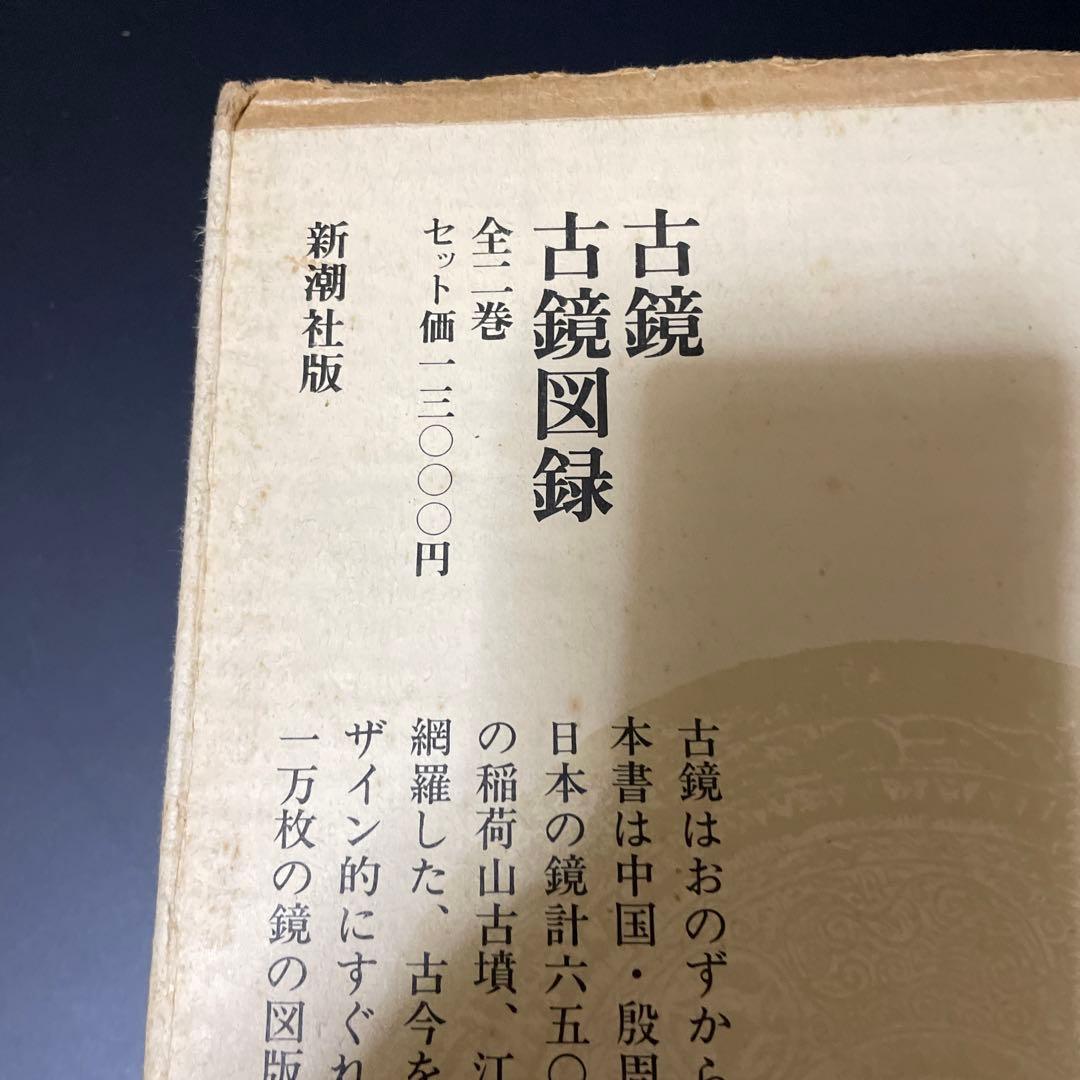 古鏡
古鏡図録
全二巻
セット価一三〇〇〇円
新潮社版
古鏡はおのずから
本書は中国・殷周
日本の鏡計六五〇
の稲荷山古墳、江
網羅した、古今を
ザイン的にすぐれ
一万枚の鏡の図版